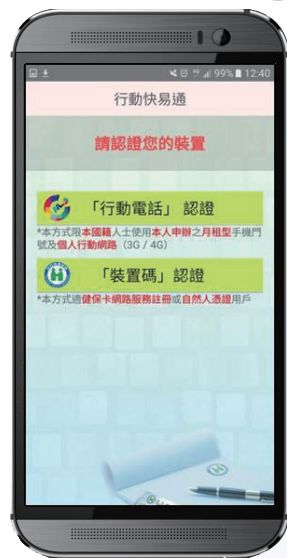 99% 12:40
行動快易通
請認證您的裝置
「行動電話」 認證
*本方式限本國籍人士使用本人申辦之月租型手機門
號及個人行動網路（3G / 4G）
「裝置碼」認證
*本方式適健保卡網路服務註冊或自然人憑證用戶